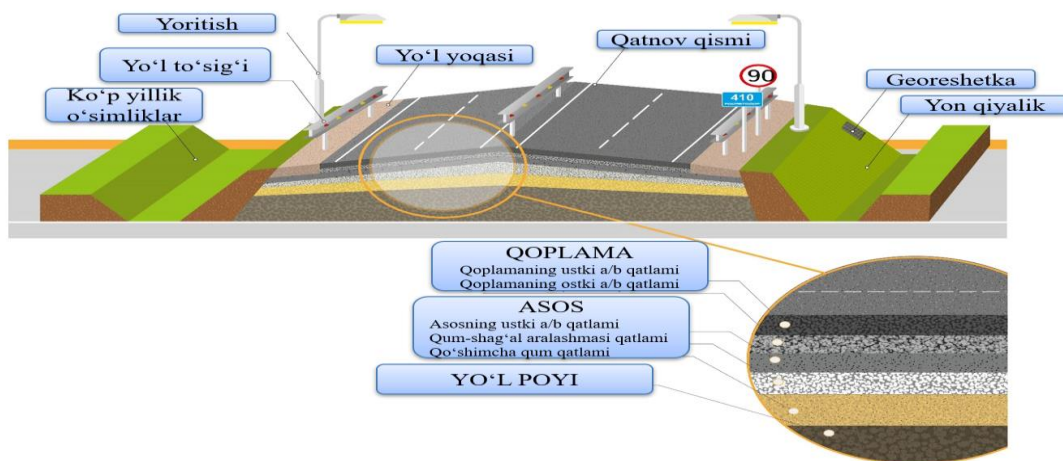 Yoritish
Yo‘l to‘sig‘i
Ko‘p yillik
o‘simliklar
Yo‘l yoqasi
Qatnov qismi
90
410
Georeshetka
Yon qiyalik
QOPLAMA
Qoplamaning ustki a/b qatlami
Qoplamaning ostki a/b qatlami
ASOS
Asosning ustki a/b qatlami
Qum-shag‘al aralashmasi qatlami
Qo‘shimcha qum qatlami
YO‘L POYI